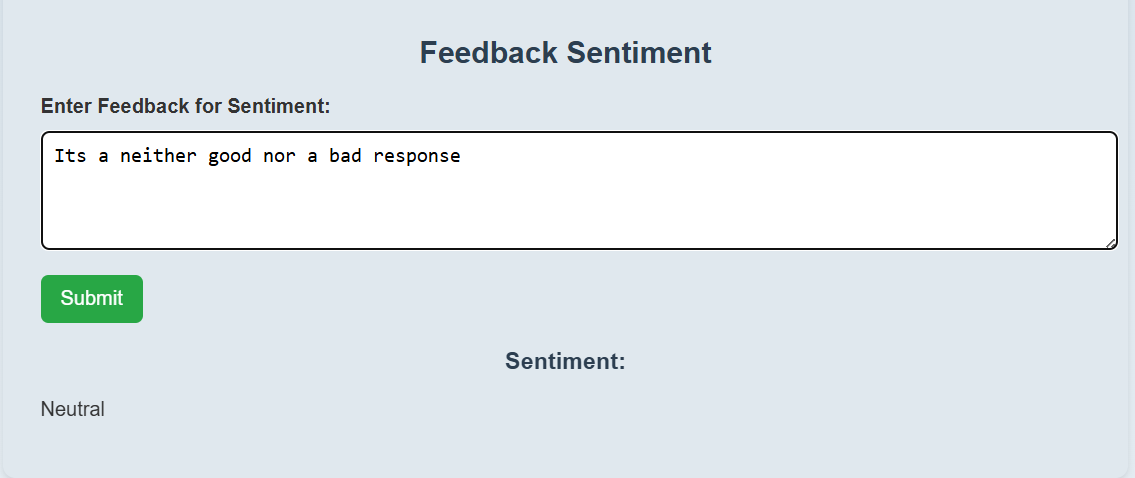 Feedback Sentiment
Enter Feedback for Sentiment:
Its a neither good nor a bad response
Submit
Sentiment:
Neutral